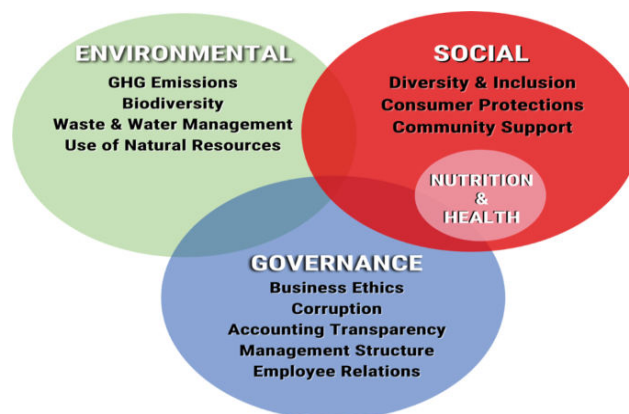 ENVIRONMENTAL
GHG Emissions
Biodiversity
Waste & Water Management
Use of Natural Resources
SOCIAL
Diversity & Inclusion
Consumer Protections
Community Support
NUTRITION
&
HEALTH
GOVERNANCE
Business Ethics
Corruption
Accounting Transparency
Management Structure
Employee Relations